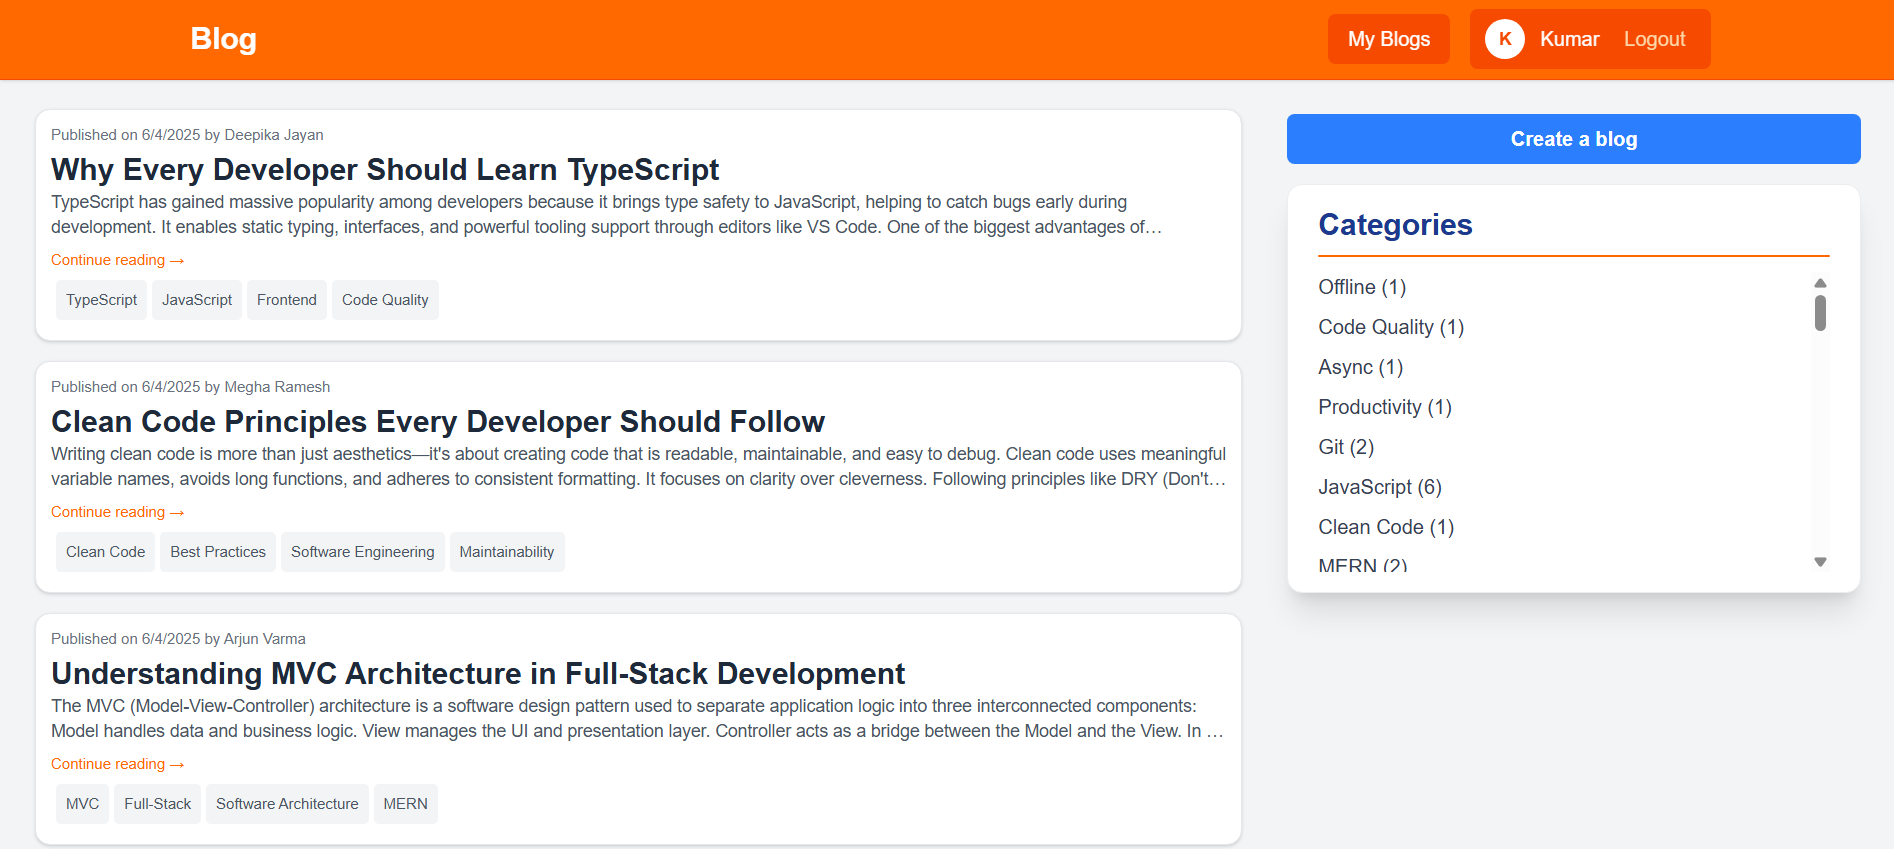 Blog
My Blogs
K
Kumar
Logout
Published on 6/4/2025 by Deepika Jayan
Why Every Developer Should Learn TypeScript
TypeScript has gained massive popularity among developers because it brings type safety to JavaScript, helping to catch bugs early during
development. It enables static typing, interfaces, and powerful tooling support through editors like VS Code. One of the biggest advantages of…
Continue reading →
TypeScript JavaScript Frontend Code Quality
Published on 6/4/2025 by Megha Ramesh
Clean Code Principles Every Developer Should Follow
Writing clean code is more than just aesthetics—it's about creating code that is readable, maintainable, and easy to debug. Clean code uses meaningful
variable names, avoids long functions, and adheres to consistent formatting. It focuses on clarity over cleverness. Following principles like DRY (Don't…
Continue reading →
Clean Code Best Practices Software Engineering Maintainability
Published on 6/4/2025 by Arjun Varma
Understanding MVC Architecture in Full-Stack Development
The MVC (Model-View-Controller) architecture is a software design pattern used to separate application logic into three interconnected components:
Model handles data and business logic. View manages the UI and presentation layer. Controller acts as a bridge between the Model and the View. In …
Continue reading →
MVC Full-Stack Software Architecture MERN
Create a blog
Categories
Offline (1)
Code Quality (1)
Async (1)
Productivity (1)
Git (2)
JavaScript (6)
Clean Code (1)
MERN (2)